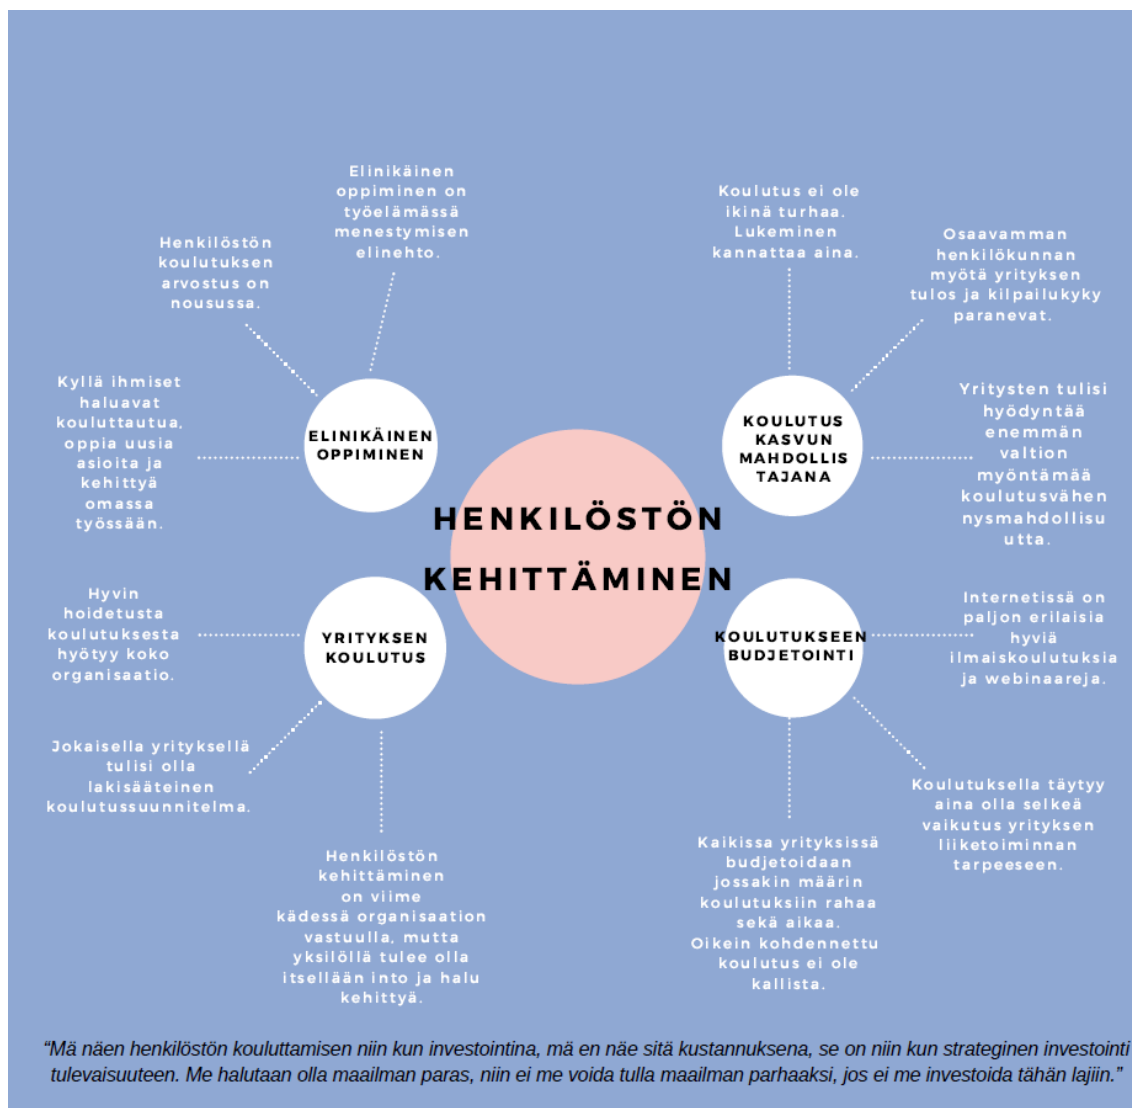 Elinikäinen
oppiminen on
työelämässä
menestymisen
elinehto.
Henkilöstön
koulutuksen
arvostus on
nousussa.
Kyllä ihmiset
haluavat
kouluttautua,
oppia uusia
asioita ja
kehittyä
omassa
työssään.
ELINIKÄINEN
OPPIMINEN
Koulutus ei ole
ikinä turhaa.
Lukeminen
kannattaa aina.
Osaavamman
henkilökunnan
myötä yrityksen
tulos ja kilpailukyky
paranevat.
KOULUTUS
KASVUN
MAHDOLLIS
TAJANA
Yritysten tulisi
hyödyntää
enemmän
valtion
myöntämää
koulutusvähen
nysmahdollisu
utta.
HENKILÖSTÖN
KEHITTÄMINEN
Hyvin
hoidetusta
koulutuksesta
hyötyy koko
organisaatio.
YRITYKSEN
KOULUTUS
Jokaisella yrityksellä
tulisi olla
lakisääteinen
koulutussuunnitelma.
Henkilöstön
kehittäminen
on viime
kädessä organisaation
vastuulla, mutta
yksilöllä tulee olla
itsellään into ja halu
kehittyä.
KOULUTUKSEEN
BUDJETOINTI
Internetissä on
paljon erilaisia
hyviä
ilmaiskoulutuksia
ja webinaareja.
Koulutuksella täytyy
aina olla selkeä
vaikutus yrityksen
liiketoiminnan
tarpeeseen.
Kaikissa yrityksissä
budjetoidaan
jossakin määrin
koulutuksiin rahaa
sekä aikaa.
Oikein kohdennettu
koulutus ei ole
kallista.
“Mä näen henkilöstön kouluttamisen niin kun investointina, mä en näe sitä kustannuksena, se on niin kun strateginen investointi
tulevaisuuteen. Me halutaan olla maailman paras, niin ei me voida tulla maailman parhaaksi, jos ei me investoida tähän lajiin.”